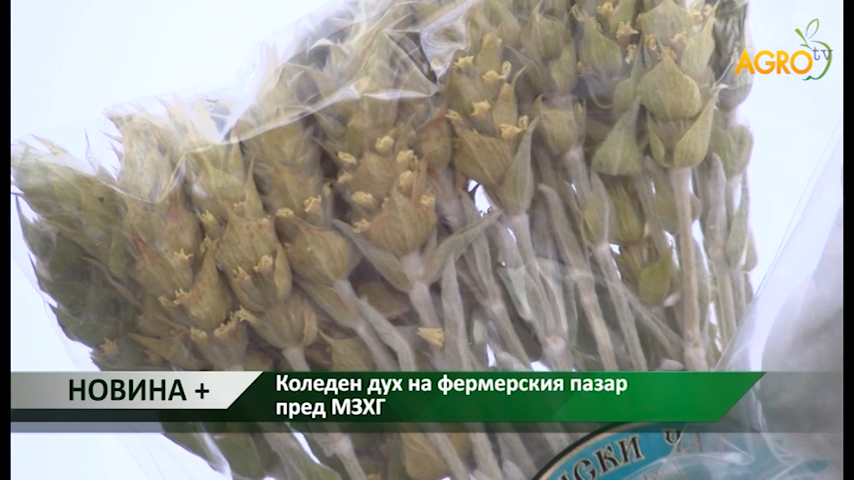 AGRO tv
НОВИНА +
Коледен дух на фермерския пазар
пред МЗХГ